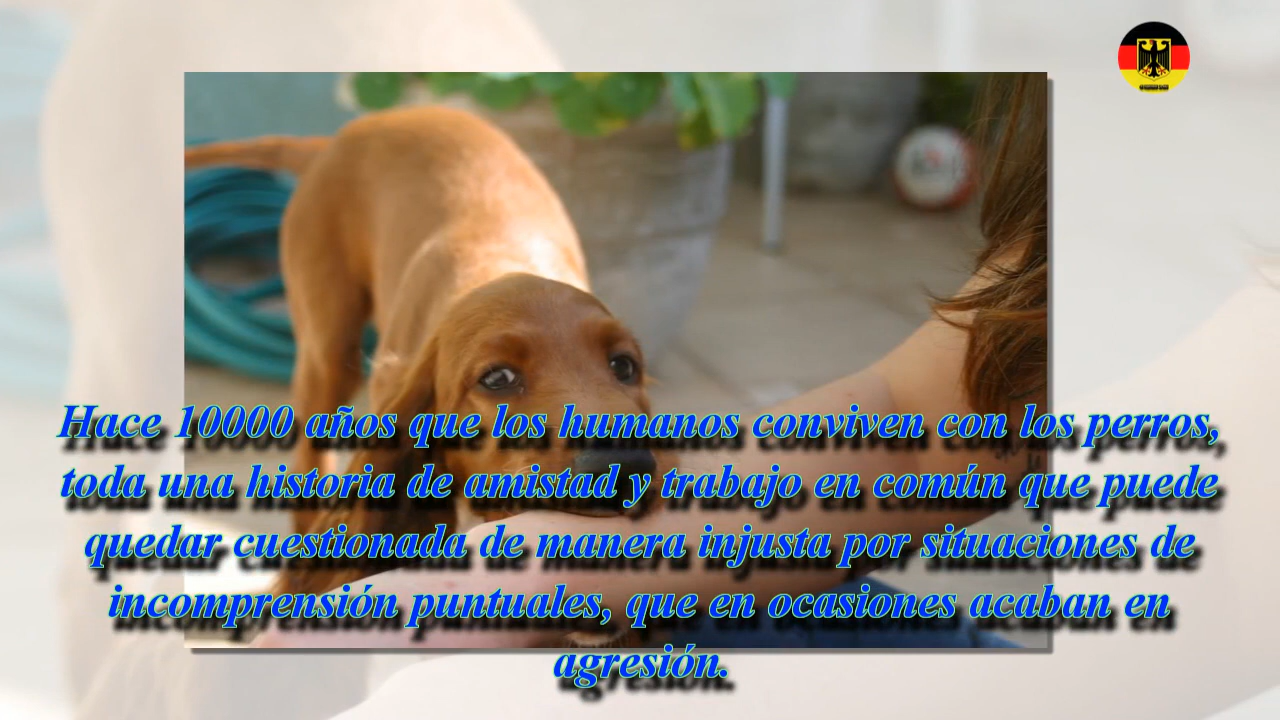 Hace 10000 años que los humanos conviven con los perros,
toda una historia de amistad y trabajo en común que puede
quedar cuestionada de manera injusta por situaciones de
incomprensión puntuales, que en ocasiones acaban en
agresión.